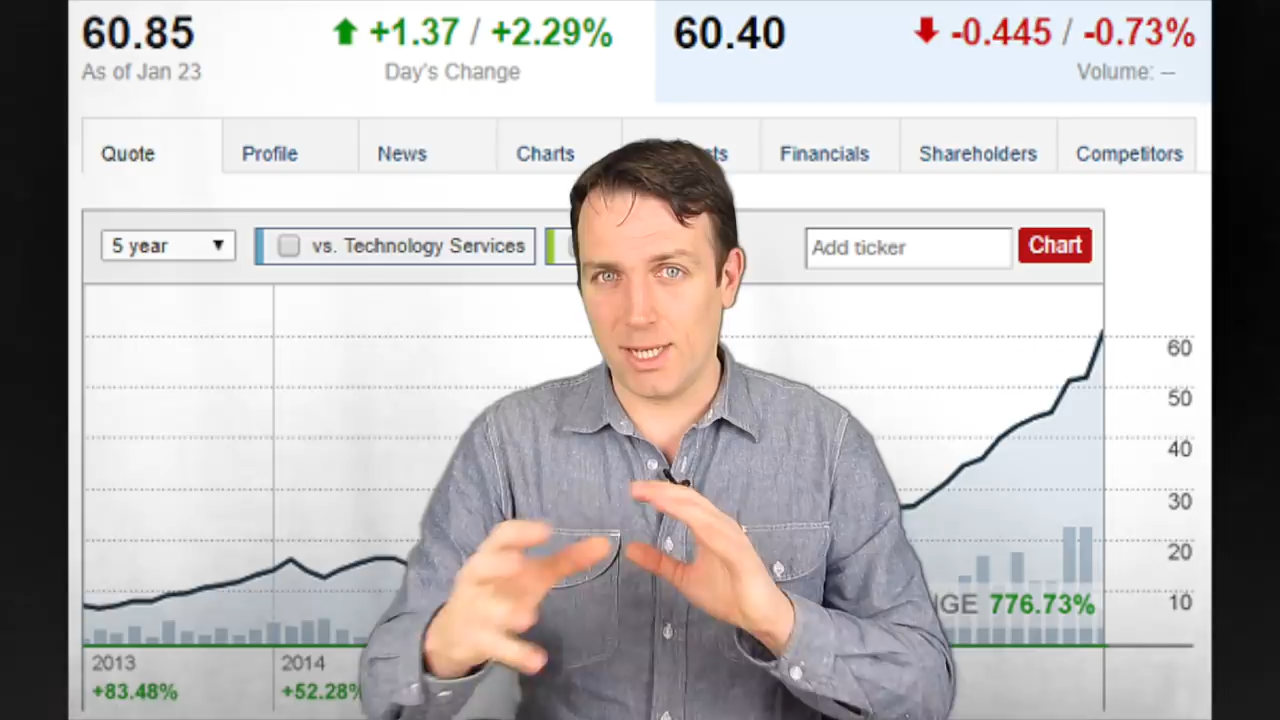 60.85 +1.37 / +2.29% 60.40 -0.445 / -0.73%
As of Jan 23 Day's Change Volume: --
Quote Profile News Charts Financials Shareholders Competitors
5 year vs. Technology Services Add ticker Chart
60
50
40
30
20
10
776.73%
2013 2014
+83.48% +52.28%